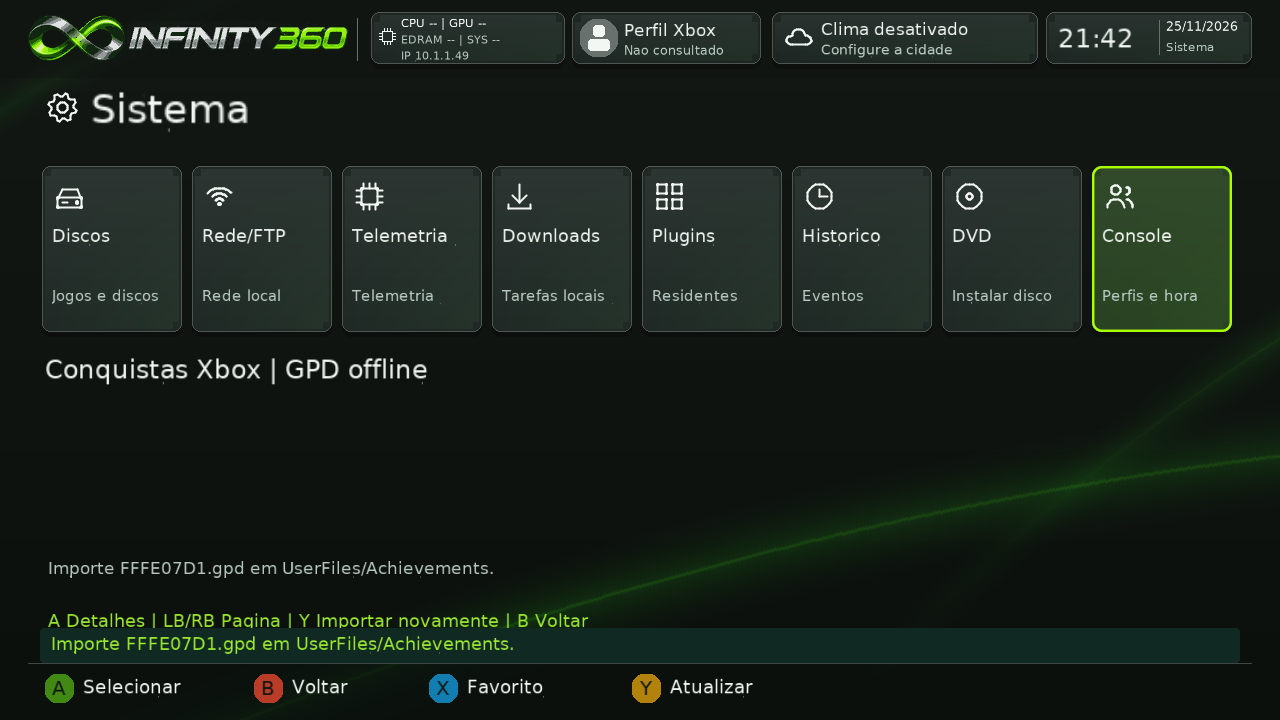 INFINITY 360
CPU -- | GPU --
EDRAM -- | SYS --
IP 10.1.1.49
Perfil Xbox
Nao consultado
Clima desativado
Configure a cidade
21:42
25/11/2026
Sistema
Sistema
Discos
Jogos e discos
Rede/FTP
Rede local
Telemetria
Telemetria
Downloads
Tarefas locais
Plugins
Residentes
Historico
Eventos
DVD
Instalar disco
Console
Perfis e hora
Conquistas Xbox | GPD offline
Importe FFFE07D1.gpd em UserFiles/Achievements.
A Detalhes | LB/RB Pagina | Y Importar novamente | B Voltar
Importe FFFE07D1.gpd em UserFiles/Achievements.
A Selecionar
B Voltar
X Favorito
Y Atualizar